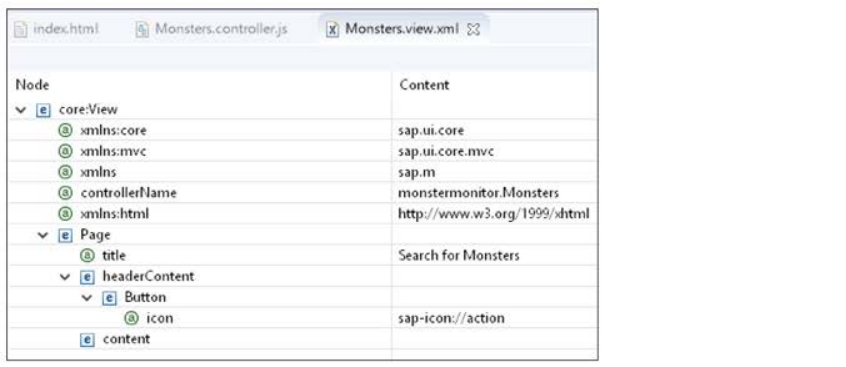 index.html Monsters.controller.js Monsters.view.xml
Node Content
e core:View
a xmlns:core sap.ui.core
a xmlns:mvc sap.ui.core.mvc
a xmlns sap.m
a controllerName monstermonitor.Monsters
a xmlns:html http://www.w3.org/1999/xhtml
e Page
a title Search for Monsters
e headerContent
e Button
a icon sap-icon://action
e content